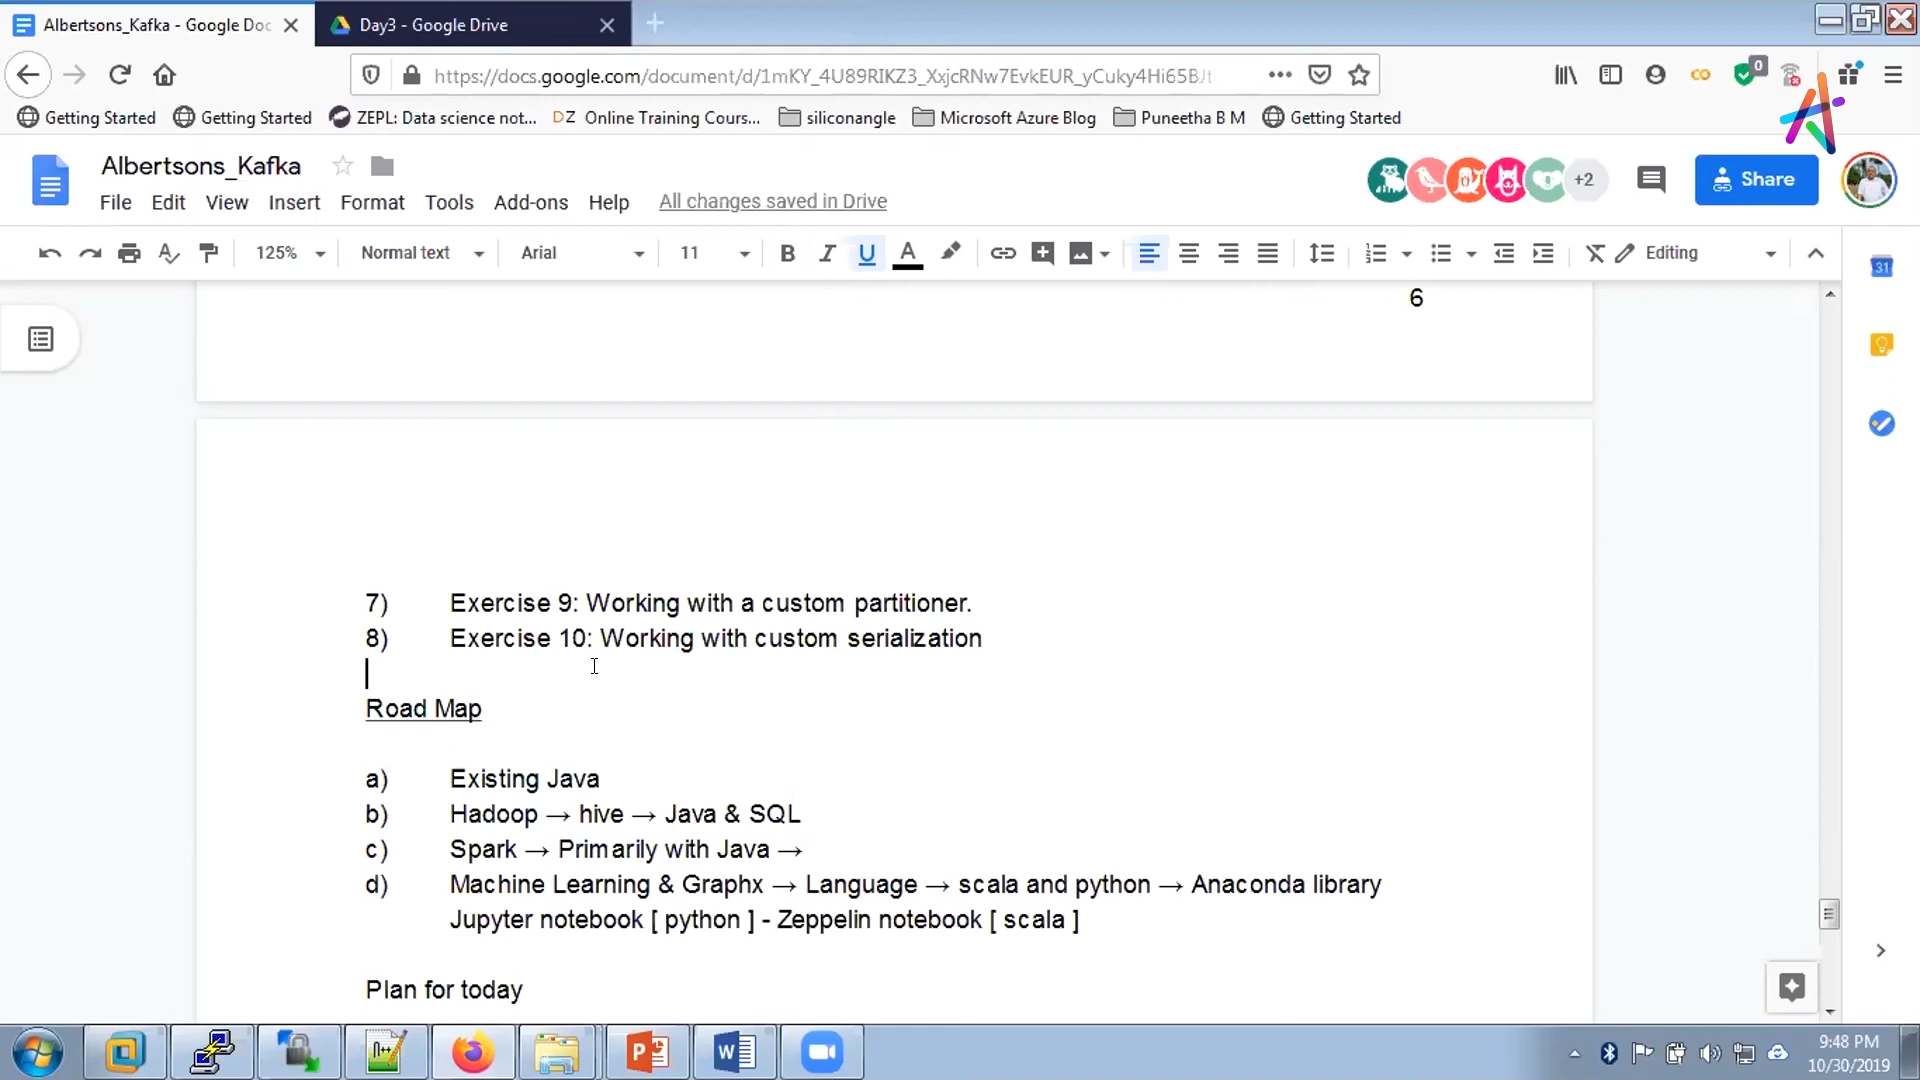 Albertsons_Kafka - Google Doc
Day3 - Google Drive
https://docs.google.com/document/d/1mKY_4U89RIKZ3_XxjcRNw7EvkEUR_yCuky4Hi65BJt
0
Getting Started
Getting Started
ZEPL: Data science not...
DZ Online Training Cours...
siliconangle
Microsoft Azure Blog
Puneetha B M
Getting Started
Albertsons_Kafka
+2
Share
File Edit View Insert Format Tools Add-ons Help All changes saved in Drive
125% Normal text Arial 11 B I U A Editing
31
6
7) Exercise 9: Working with a custom partitioner.
8) Exercise 10: Working with custom serialization
Road Map
a) Existing Java
b) Hadoop → hive → Java & SQL
c) Spark → Primarily with Java →
d) Machine Learning & Graphx → Language → scala and python → Anaconda library
Jupyter notebook [ python ] - Zeppelin notebook [ scala ]
Plan for today
9:48 PM
10/30/2019